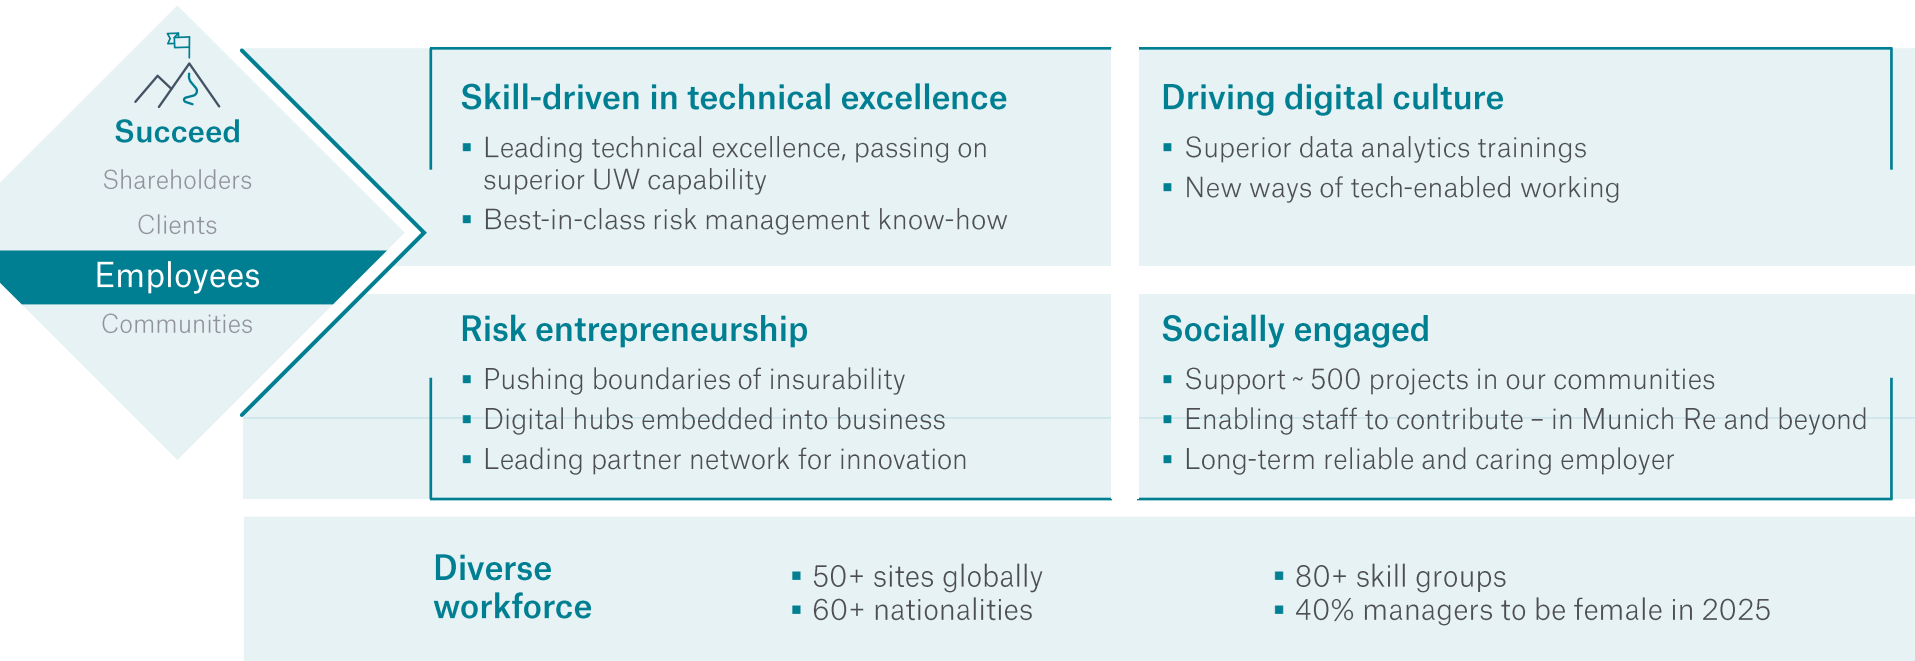 Succeed
Shareholders
Clients
Employees
Communities
Skill-driven in technical excellence
▪ Leading technical excellence, passing on
superior UW capability
▪ Best-in-class risk management know-how
Driving digital culture
▪ Superior data analytics trainings
▪ New ways of tech-enabled working
Risk entrepreneurship
▪ Pushing boundaries of insurability
▪ Digital hubs embedded into business
▪ Leading partner network for innovation
Socially engaged
▪ Support ~ 500 projects in our communities
▪ Enabling staff to contribute – in Munich Re and beyond
▪ Long-term reliable and caring employer
Diverse
workforce
▪ 50+ sites globally
▪ 60+ nationalities
▪ 80+ skill groups
▪ 40% managers to be female in 2025